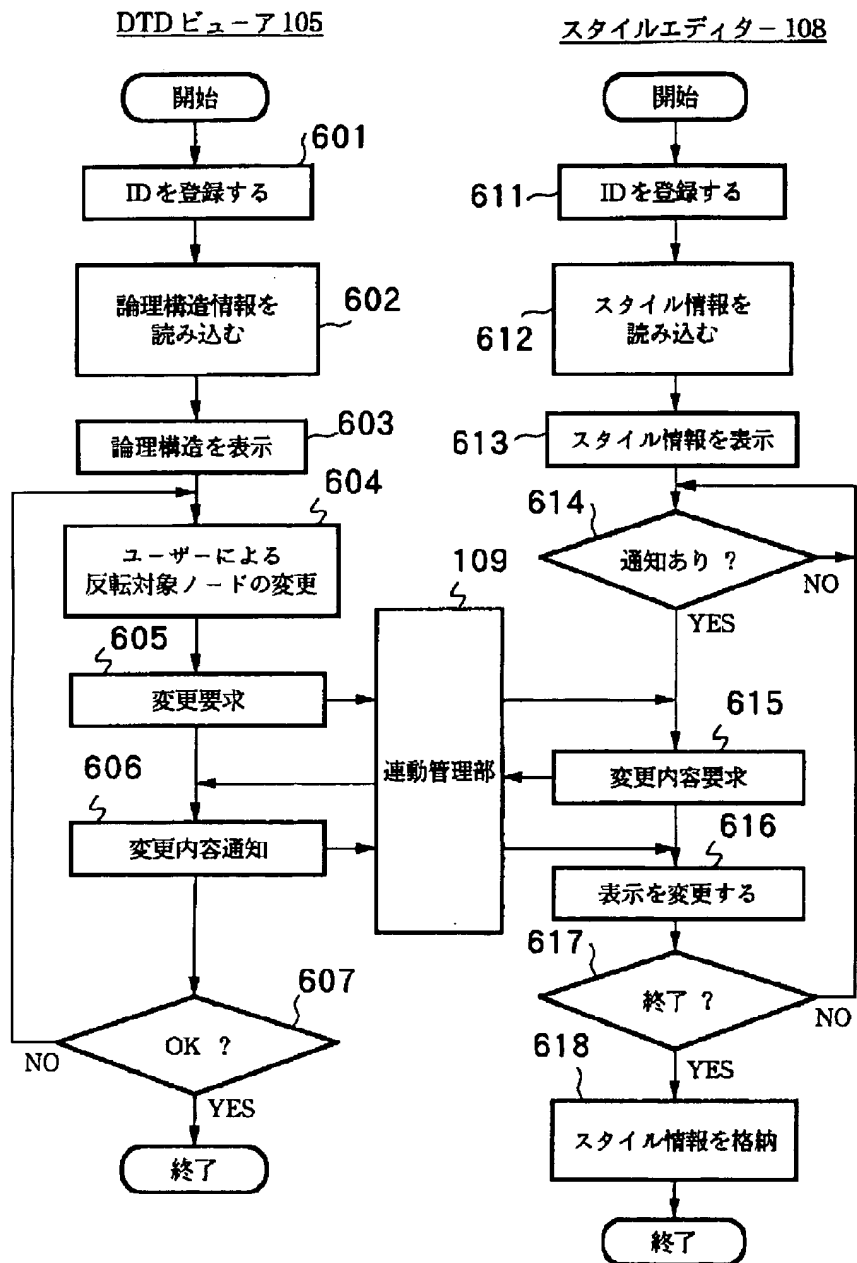 DTDビューア105
開始
601
IDを登録する
論理構造情報を
読み込む
602
論理構造を表示
603
604
ユーザーによる
反転対象ノードの変更
605
変更要求
606
変更内容通知
607
OK ?
NO
YES
終了
109
連動管理部
スタイルエディター108
開始
611
IDを登録する
612
スタイル情報を
読み込む
613
スタイル情報を表示
614
通知あり ?
NO
YES
615
変更内容要求
616
表示を変更する
617
終了 ?
NO
YES
618
スタイル情報を格納
終了